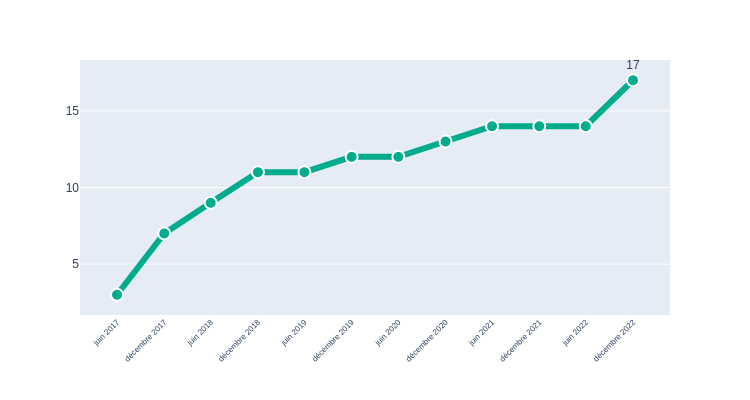 17
15
10
5
juin 2017
décembre 2017
juin 2018
décembre 2018
juin 2019
décembre 2019
juin 2020
décembre 2020
juin 2021
décembre 2021
juin 2022
décembre 2022